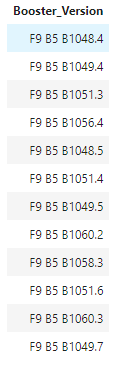 Booster_Version
F9 B5 B1048.4
F9 B5 B1049.4
F9 B5 B1051.3
F9 B5 B1056.4
F9 B5 B1048.5
F9 B5 B1051.4
F9 B5 B1049.5
F9 B5 B1060.2
F9 B5 B1058.3
F9 B5 B1051.6
F9 B5 B1060.3
F9 B5 B1049.7